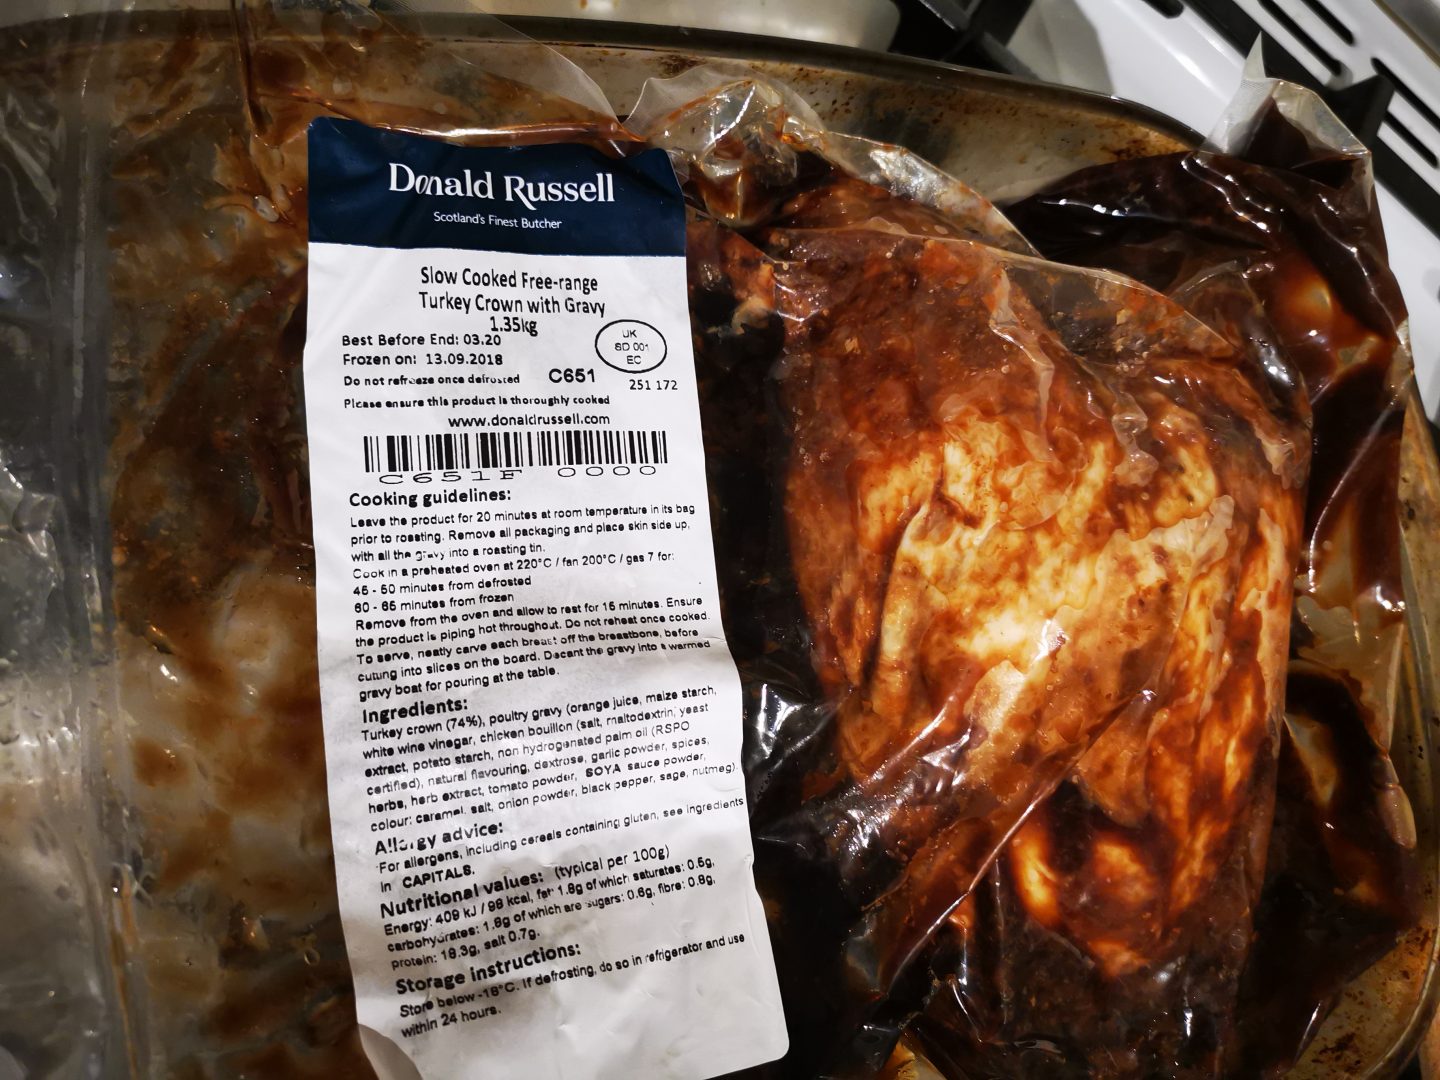 Donald Russell
Scotland's Finest Butcher
Slow Cooked Free-range
Turkey Crown with Gravy
1.35kg
Best Before End: 03.20
Frozen on: 13.09.2018
UK
SD 001
EC
Do not refreeze once defrosted C651 251 172
Please ensure this product is thoroughly cooked
www.donaldrussell.com
C651F 0000
Cooking guidelines:
Leave the product for 20 minutes at room temperature in its bag
prior to roasting. Remove all packaging and place skin side up,
with all the gravy into a roasting tin.
Cook in a preheated oven at 220°C / fan 200°C / gas 7 for:
45 - 50 minutes from defrosted
60 - 65 minutes from frozen
Remove from the oven and allow to rest for 15 minutes. Ensure
the product is piping hot throughout. Do not reheat once cooked.
To serve, neatly carve each breast off the breastbone, before
cutting into slices on the board. Decant the gravy into a warmed
gravy boat for pouring at the table.
Ingredients:
Turkey crown (74%), poultry gravy (orange juice, maize starch,
white wine vinegar, chicken bouillon (salt, maltodextrin, yeast
extract, potato starch, non hydrogenated palm oil (RSPO
certified), natural flavouring, dextrose, garlic powder, spices,
herbs, herb extract, tomato powder, SOYA sauce powder,
colour: caramel, salt, onion powder, black pepper, sage, nutmeg).
Allergy advice:
For allergens, including cereals containing gluten, see ingredients
in CAPITALS.
Nutritional values: (typical per 100g)
Energy: 409 kJ / 98 kcal, fat: 1.8g of which saturates: 0.5g,
carbohydrates: 1.8g of which are sugars: 0.6g, fibre: 0.8g,
protein: 18.3g, salt 0.7g.
Storage instructions:
Store below -18°C. If defrosting, do so in refrigerator and use
within 24 hours.